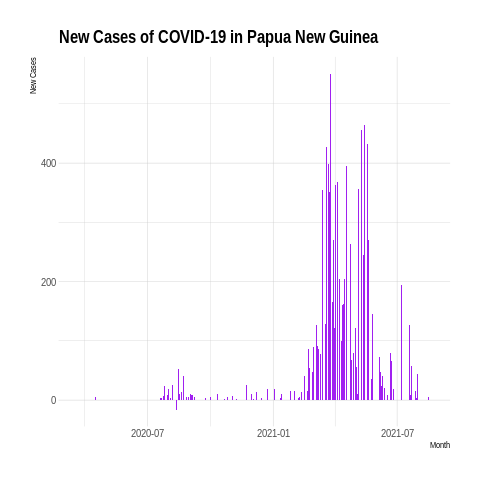 New Cases of COVID-19 in Papua New Guinea
New Cases
400
200
0
2020-07
2021-01
2021-07
Month